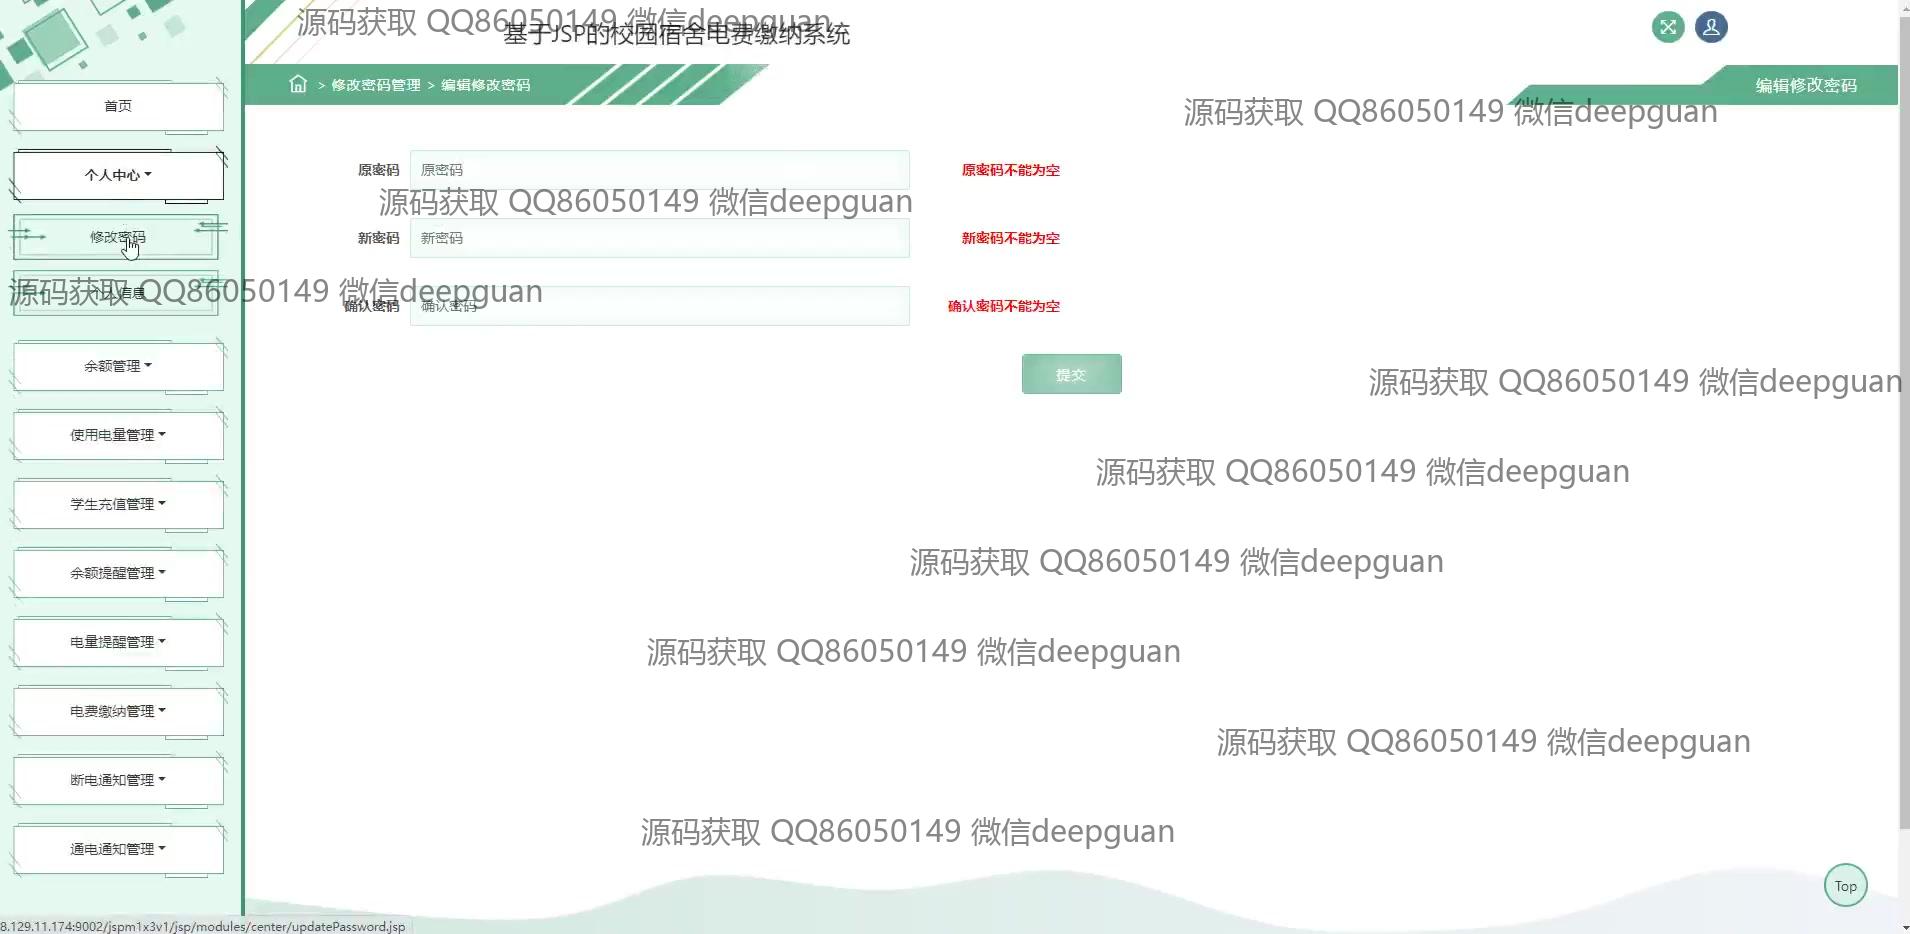 源码获取 QQ86050149 微信deepguan
基于JSP的校园宿舍电费缴纳系统
> 修改密码管理 > 编辑修改密码
编辑修改密码
源码获取 QQ86050149 微信deepguan
首页
个人中心
修改密码
个人信息
余额管理
使用电量管理
学生充值管理
余额提醒管理
电量提醒管理
电费缴纳管理
断电通知管理
通电通知管理
原密码 原密码 原密码不能为空
源码获取 QQ86050149 微信deepguan
新密码 新密码 新密码不能为空
源码获取 QQ86050149 微信deepguan
确认密码 确认密码 确认密码不能为空
提交
源码获取 QQ86050149 微信deepguan
源码获取 QQ86050149 微信deepguan
源码获取 QQ86050149 微信deepguan
源码获取 QQ86050149 微信deepguan
源码获取 QQ86050149 微信deepguan
源码获取 QQ86050149 微信deepguan
Top
8.129.11.174:9002/jspm1x3v1/jsp/modules/center/updatePassword.jsp